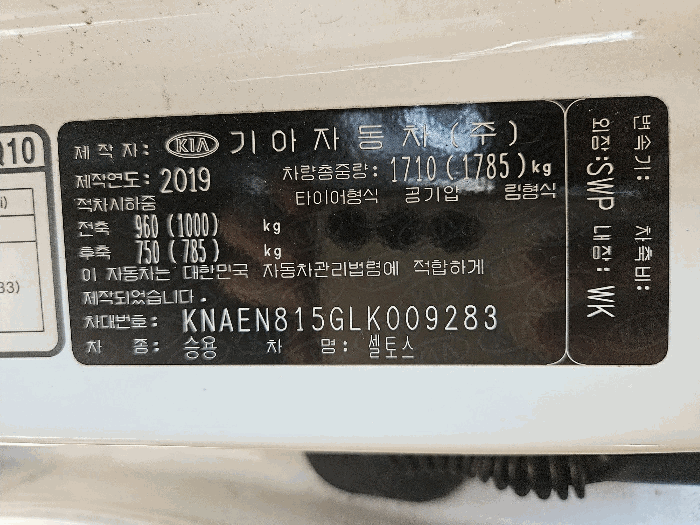 제 작 자: KIA 기 아 자 동 차 (주)
제작연도: 2019 차량총중량: 1710 (1785) kg
적차시하중 타이어형식 공기압 림형식
전축 960 (1000) kg
후축 750 (785) kg
이 자동차는 대한민국 자동차관리법령에 적합하게
제작되었습니다.
차대번호: KNAEN815GLK009283
차 종: 승용 차 명: 셀토스
변속기: 차축비:
외장:SWP 내장: WK
Q10
33)